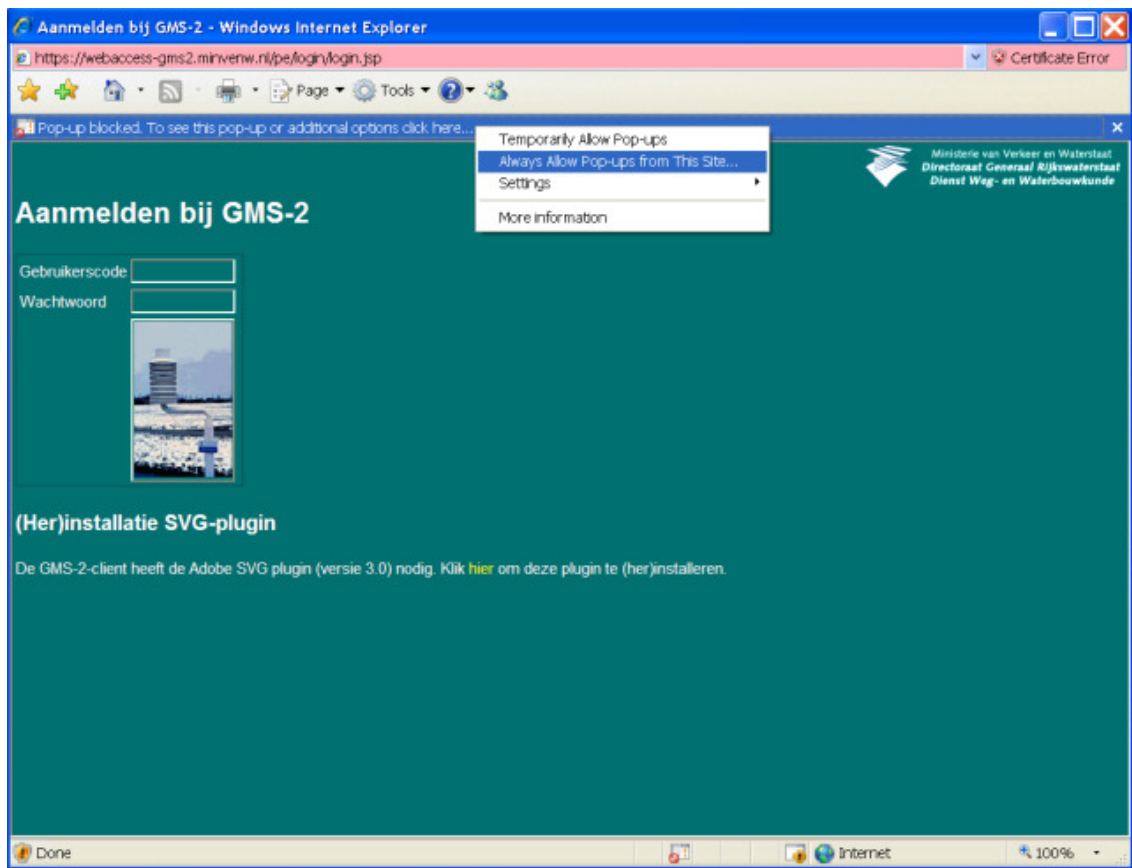 Aanmelden bij GMS-2 - Windows Internet Explorer
https://webaccess-gms2.minvenw.nl/pe/login/login.jsp
Certificate Error
Page
Tools
Pop-up blocked. To see this pop-up or additional options click here...
Temporarily Allow Pop-ups
Always Allow Pop-ups from This Site...
Settings
More information
Ministerie van Verkeer en Waterstaat
Directoraat Generaal Rijkswaterstaat
Dienst Weg- en Waterbouwkunde
Aanmelden bij GMS-2
Gebruikerscode
Wachtwoord
(Her)installatie SVG-plugin
De GMS-2-client heeft de Adobe SVG plugin (versie 3.0) nodig. Klik hier om deze plugin te (her)installeren.
Done
Internet
100%